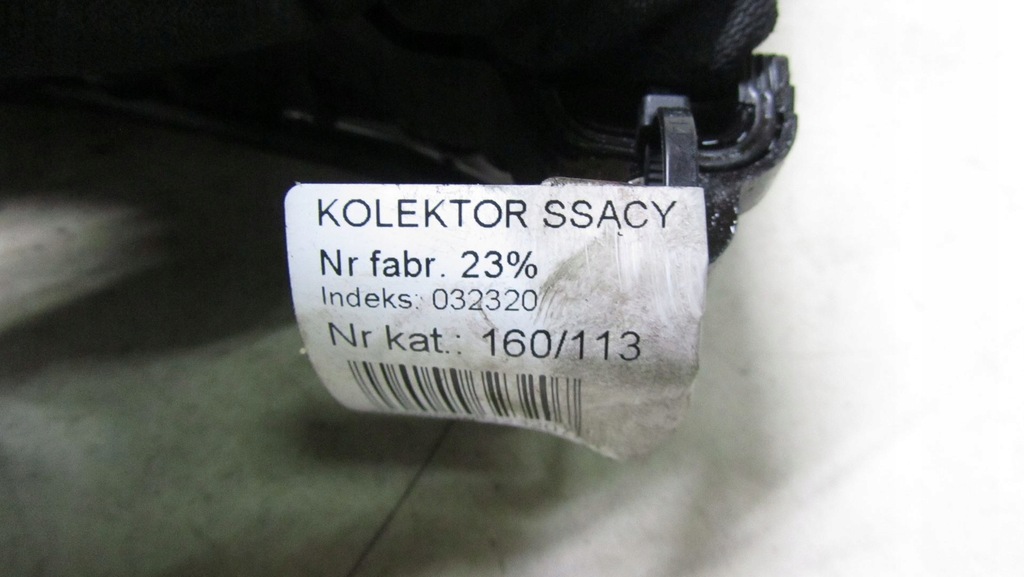 KOLEKTOR SSĄCY
Nr fabr. 23%
Indeks: 032320
Nr kat.: 160/113